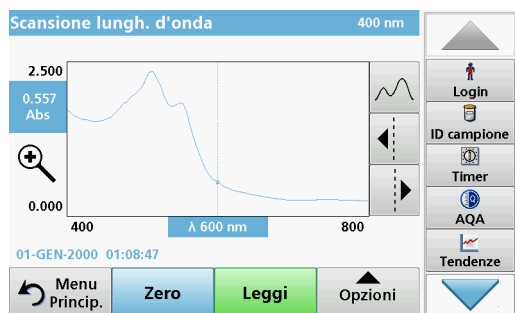 Scansione lungh. d'onda 400 nm
2.500
0.557
Abs
0.000
400 λ 600 nm 800
01-GEN-2000 01:08:47
Menu
Princip.
Zero
Leggi
Opzioni
Login
ID campione
Timer
AQA
Tendenze